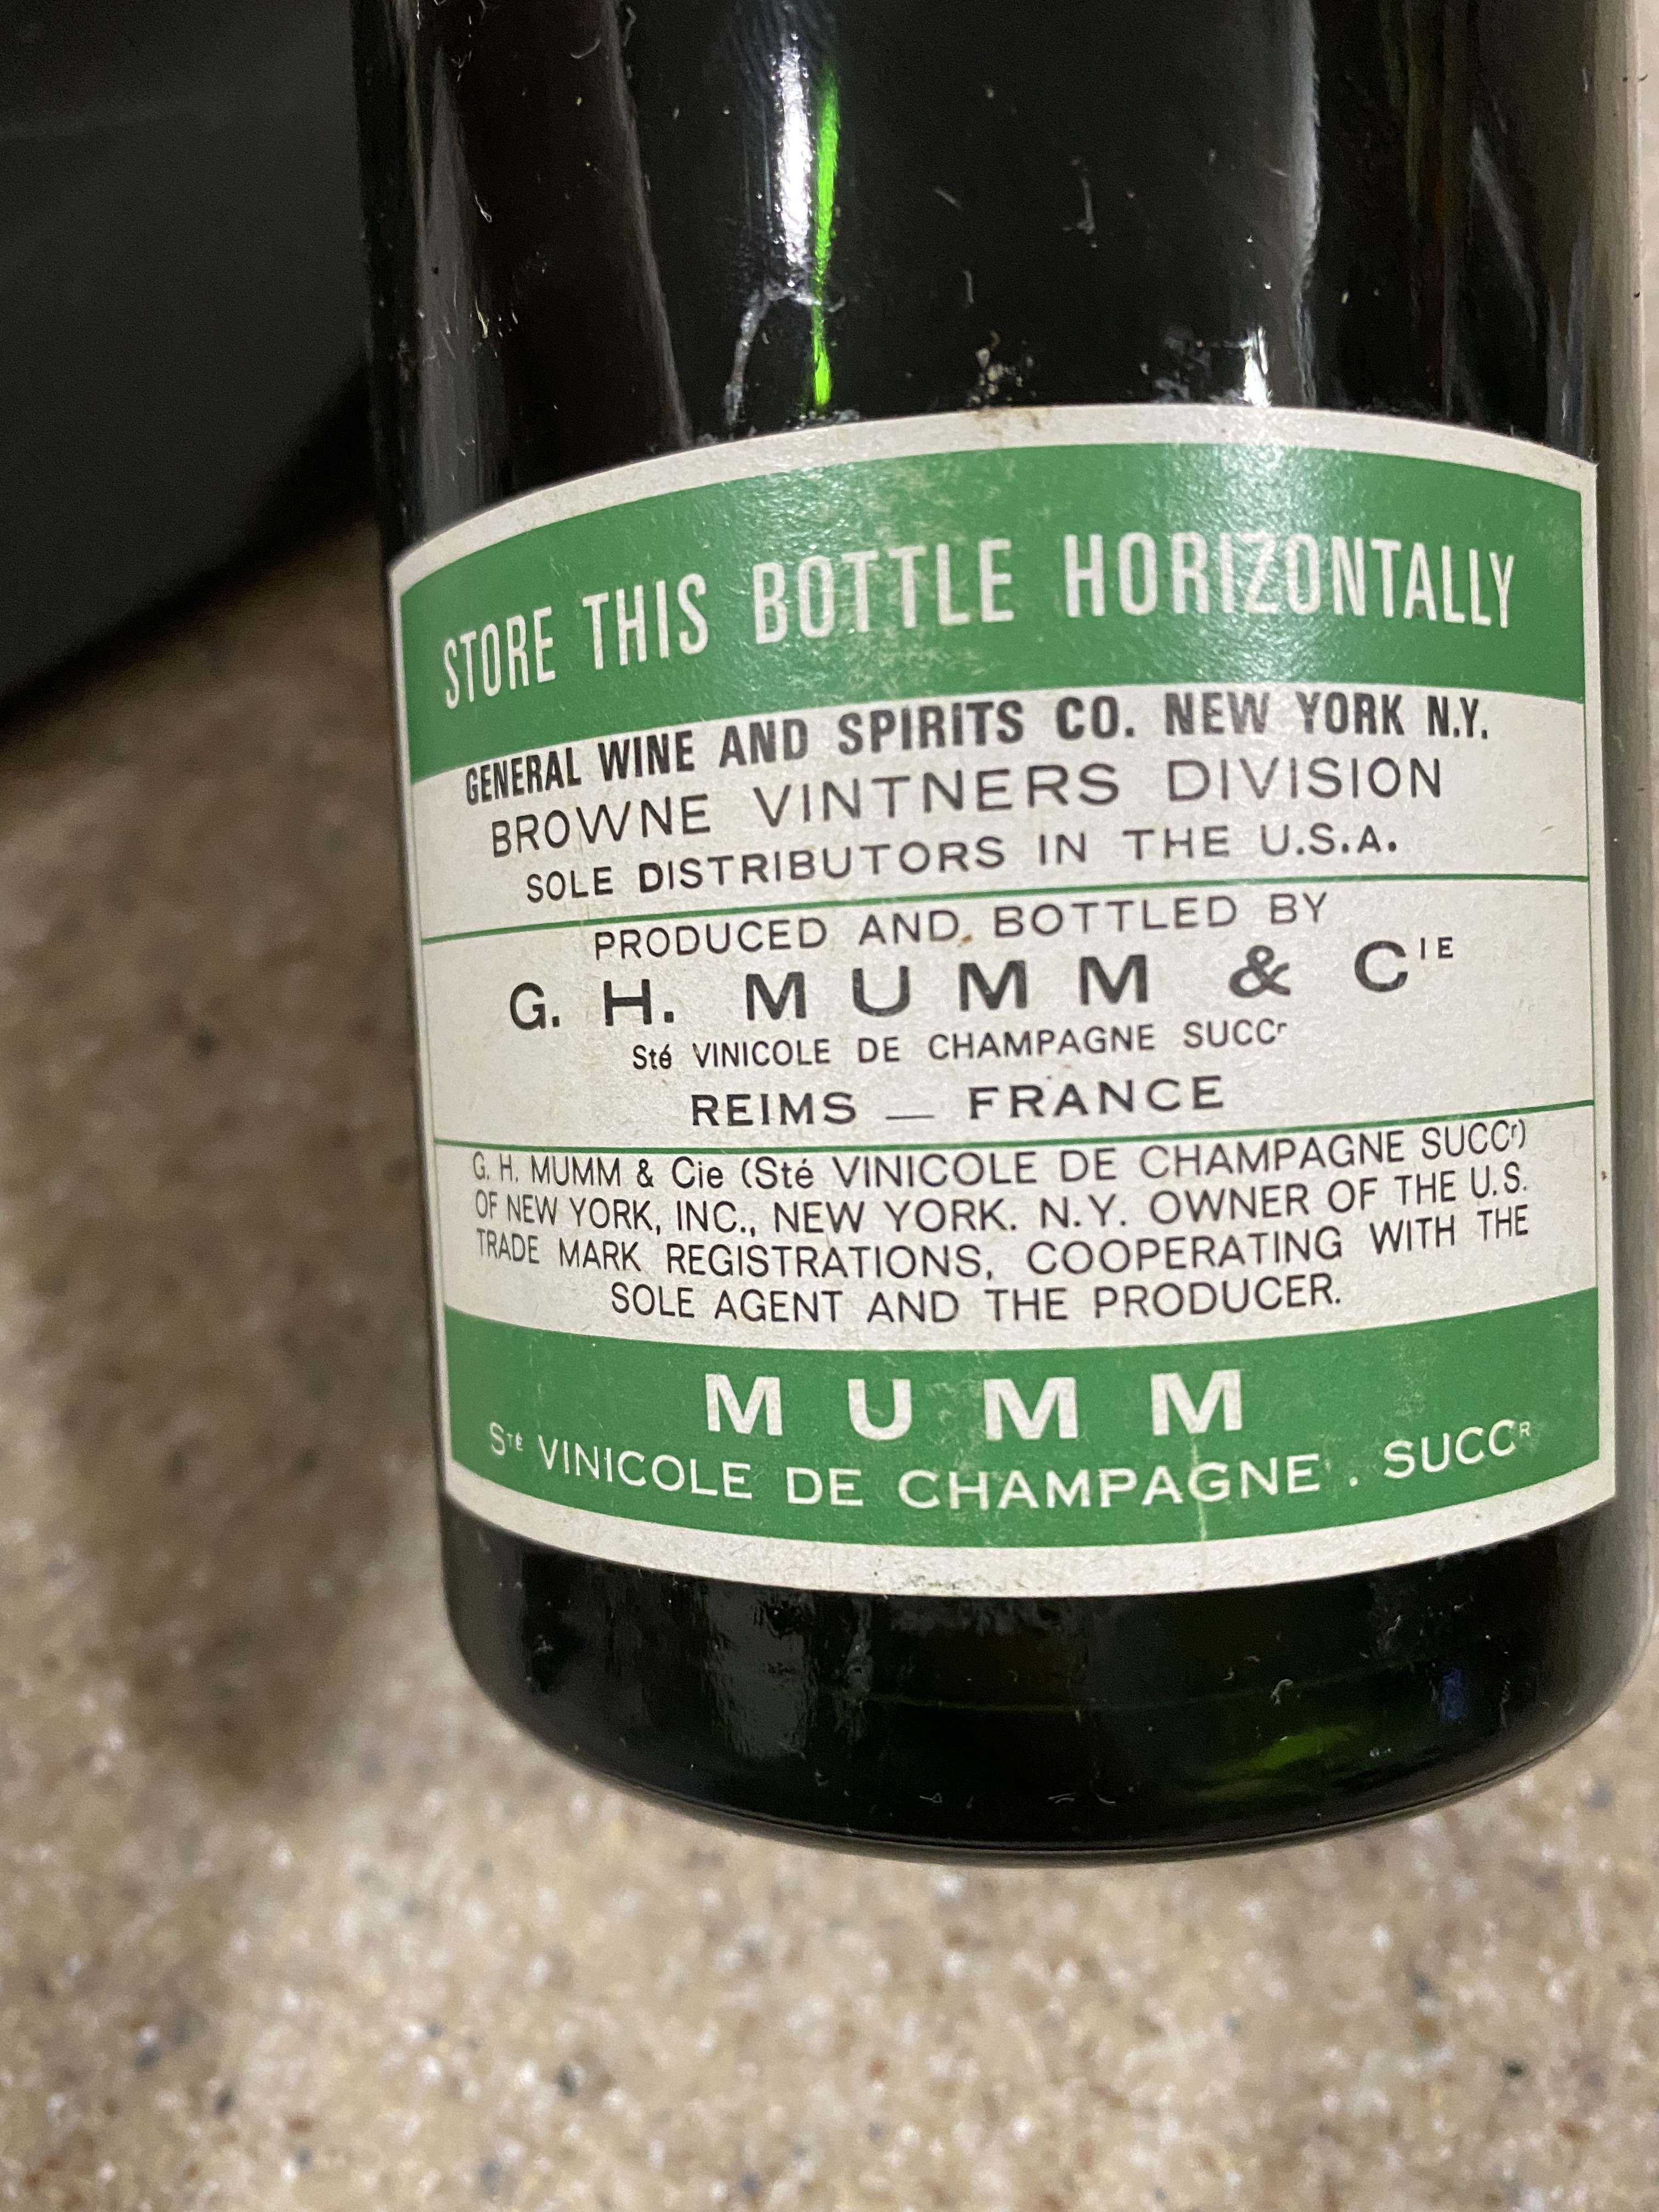 STORE THIS BOTTLE HORIZONTALLY
GENERAL WINE AND SPIRITS CO. NEW YORK N.Y.
BROWNE VINTNERS DIVISION
SOLE DISTRIBUTORS IN THE U.S.A.
PRODUCED AND BOTTLED BY
G. H. MUMM & CIE
Sté VINICOLE DE CHAMPAGNE SUCCr
REIMS — FRANCE
G. H. MUMM & Cie (Sté VINICOLE DE CHAMPAGNE SUCCr)
OF NEW YORK, INC., NEW YORK. N.Y. OWNER OF THE U.S.
TRADE MARK REGISTRATIONS, COOPERATING WITH THE
SOLE AGENT AND THE PRODUCER.
MUMM
STÉ VINICOLE DE CHAMPAGNE . SUCCR